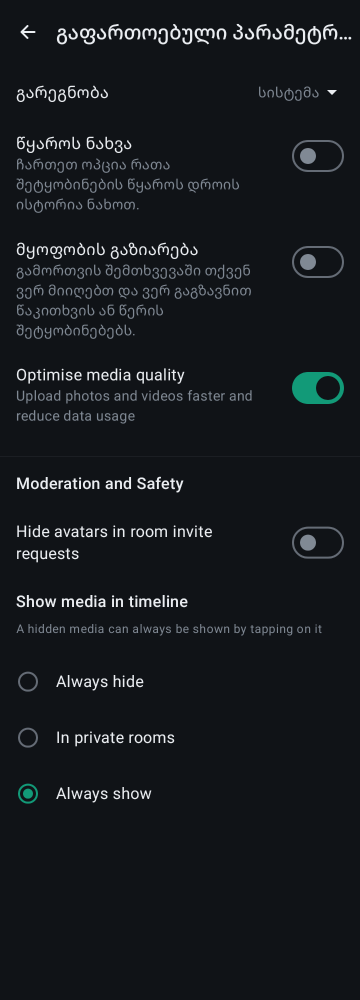 გაფართოებული პარამეტრ...
გარეგნობა
სისტემა
წყაროს ნახვა
ჩართეთ ოპცია რათა
შეტყობინების წყაროს დროის
ისტორია ნახოთ.
მყოფობის გაზიარება
გამორთვის შემთხვევაში თქვენ
ვერ მიიღებთ და ვერ გაგზავნით
წაკითხვის ან წერის
შეტყობინებებს.
Optimise media quality
Upload photos and videos faster and
reduce data usage
Moderation and Safety
Hide avatars in room invite
requests
Show media in timeline
A hidden media can always be shown by tapping on it
Always hide
In private rooms
Always show